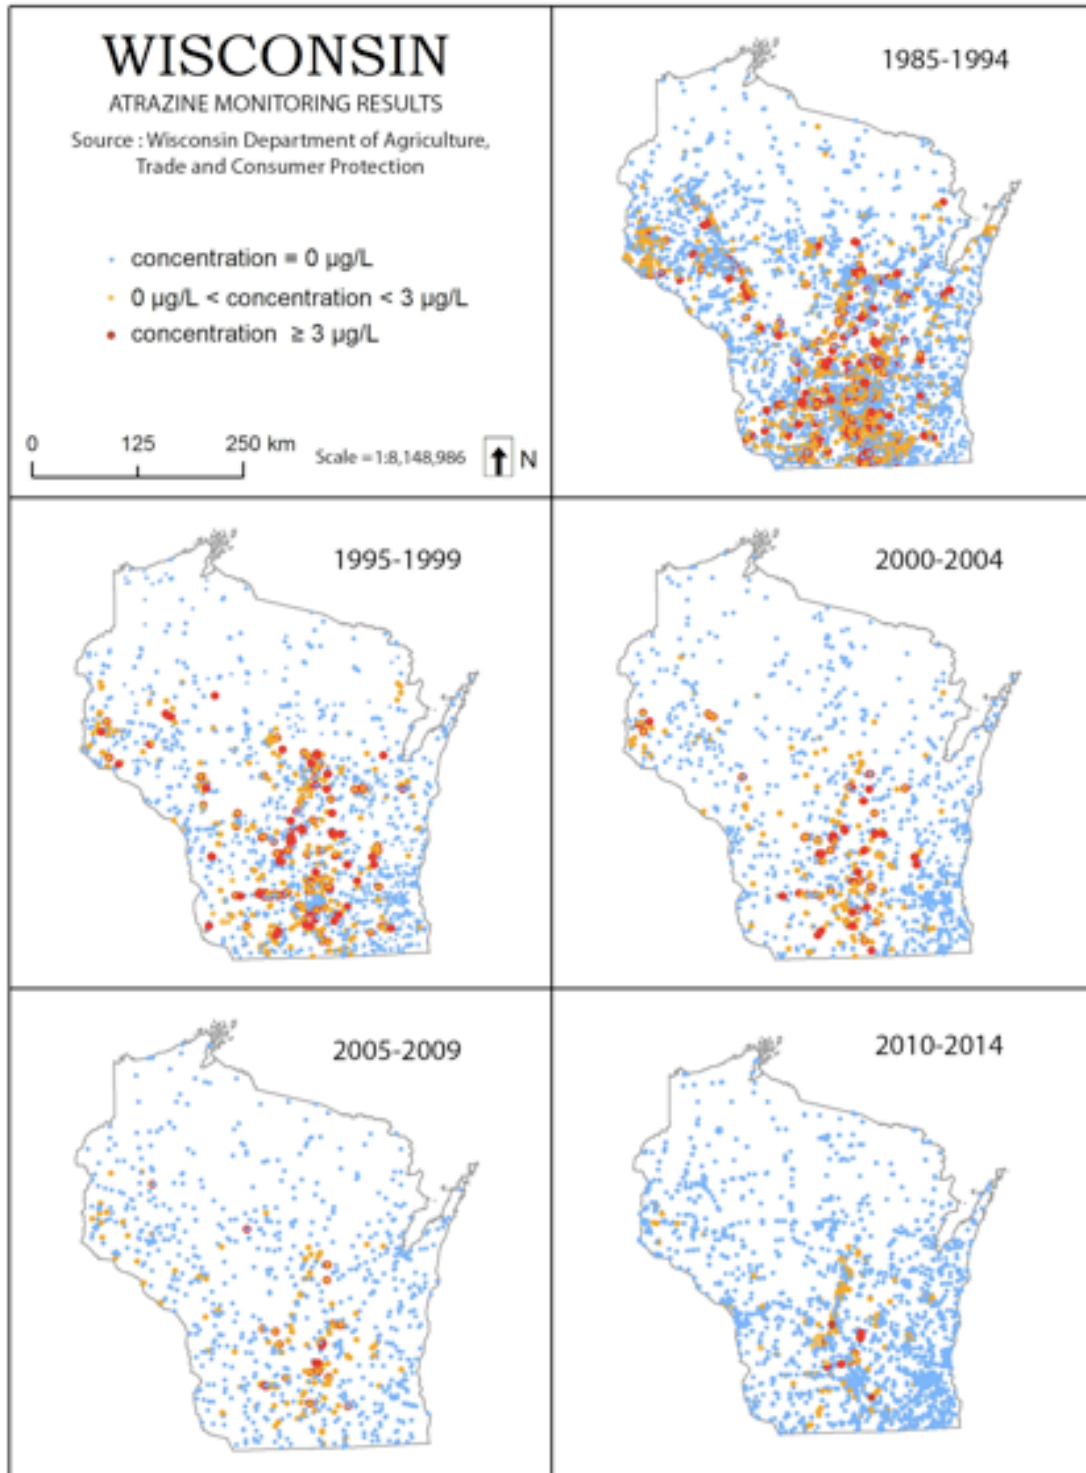 WISCONSIN
ATRAZINE MONITORING RESULTS
Source : Wisconsin Department of Agriculture,
Trade and Consumer Protection
concentration = 0 µg/L
0 µg/L < concentration < 3 µg/L
concentration ≥ 3 µg/L
0 125 250 km
Scale =1:8,148,986
N
1985-1994
1995-1999
2000-2004
2005-2009
2010-2014